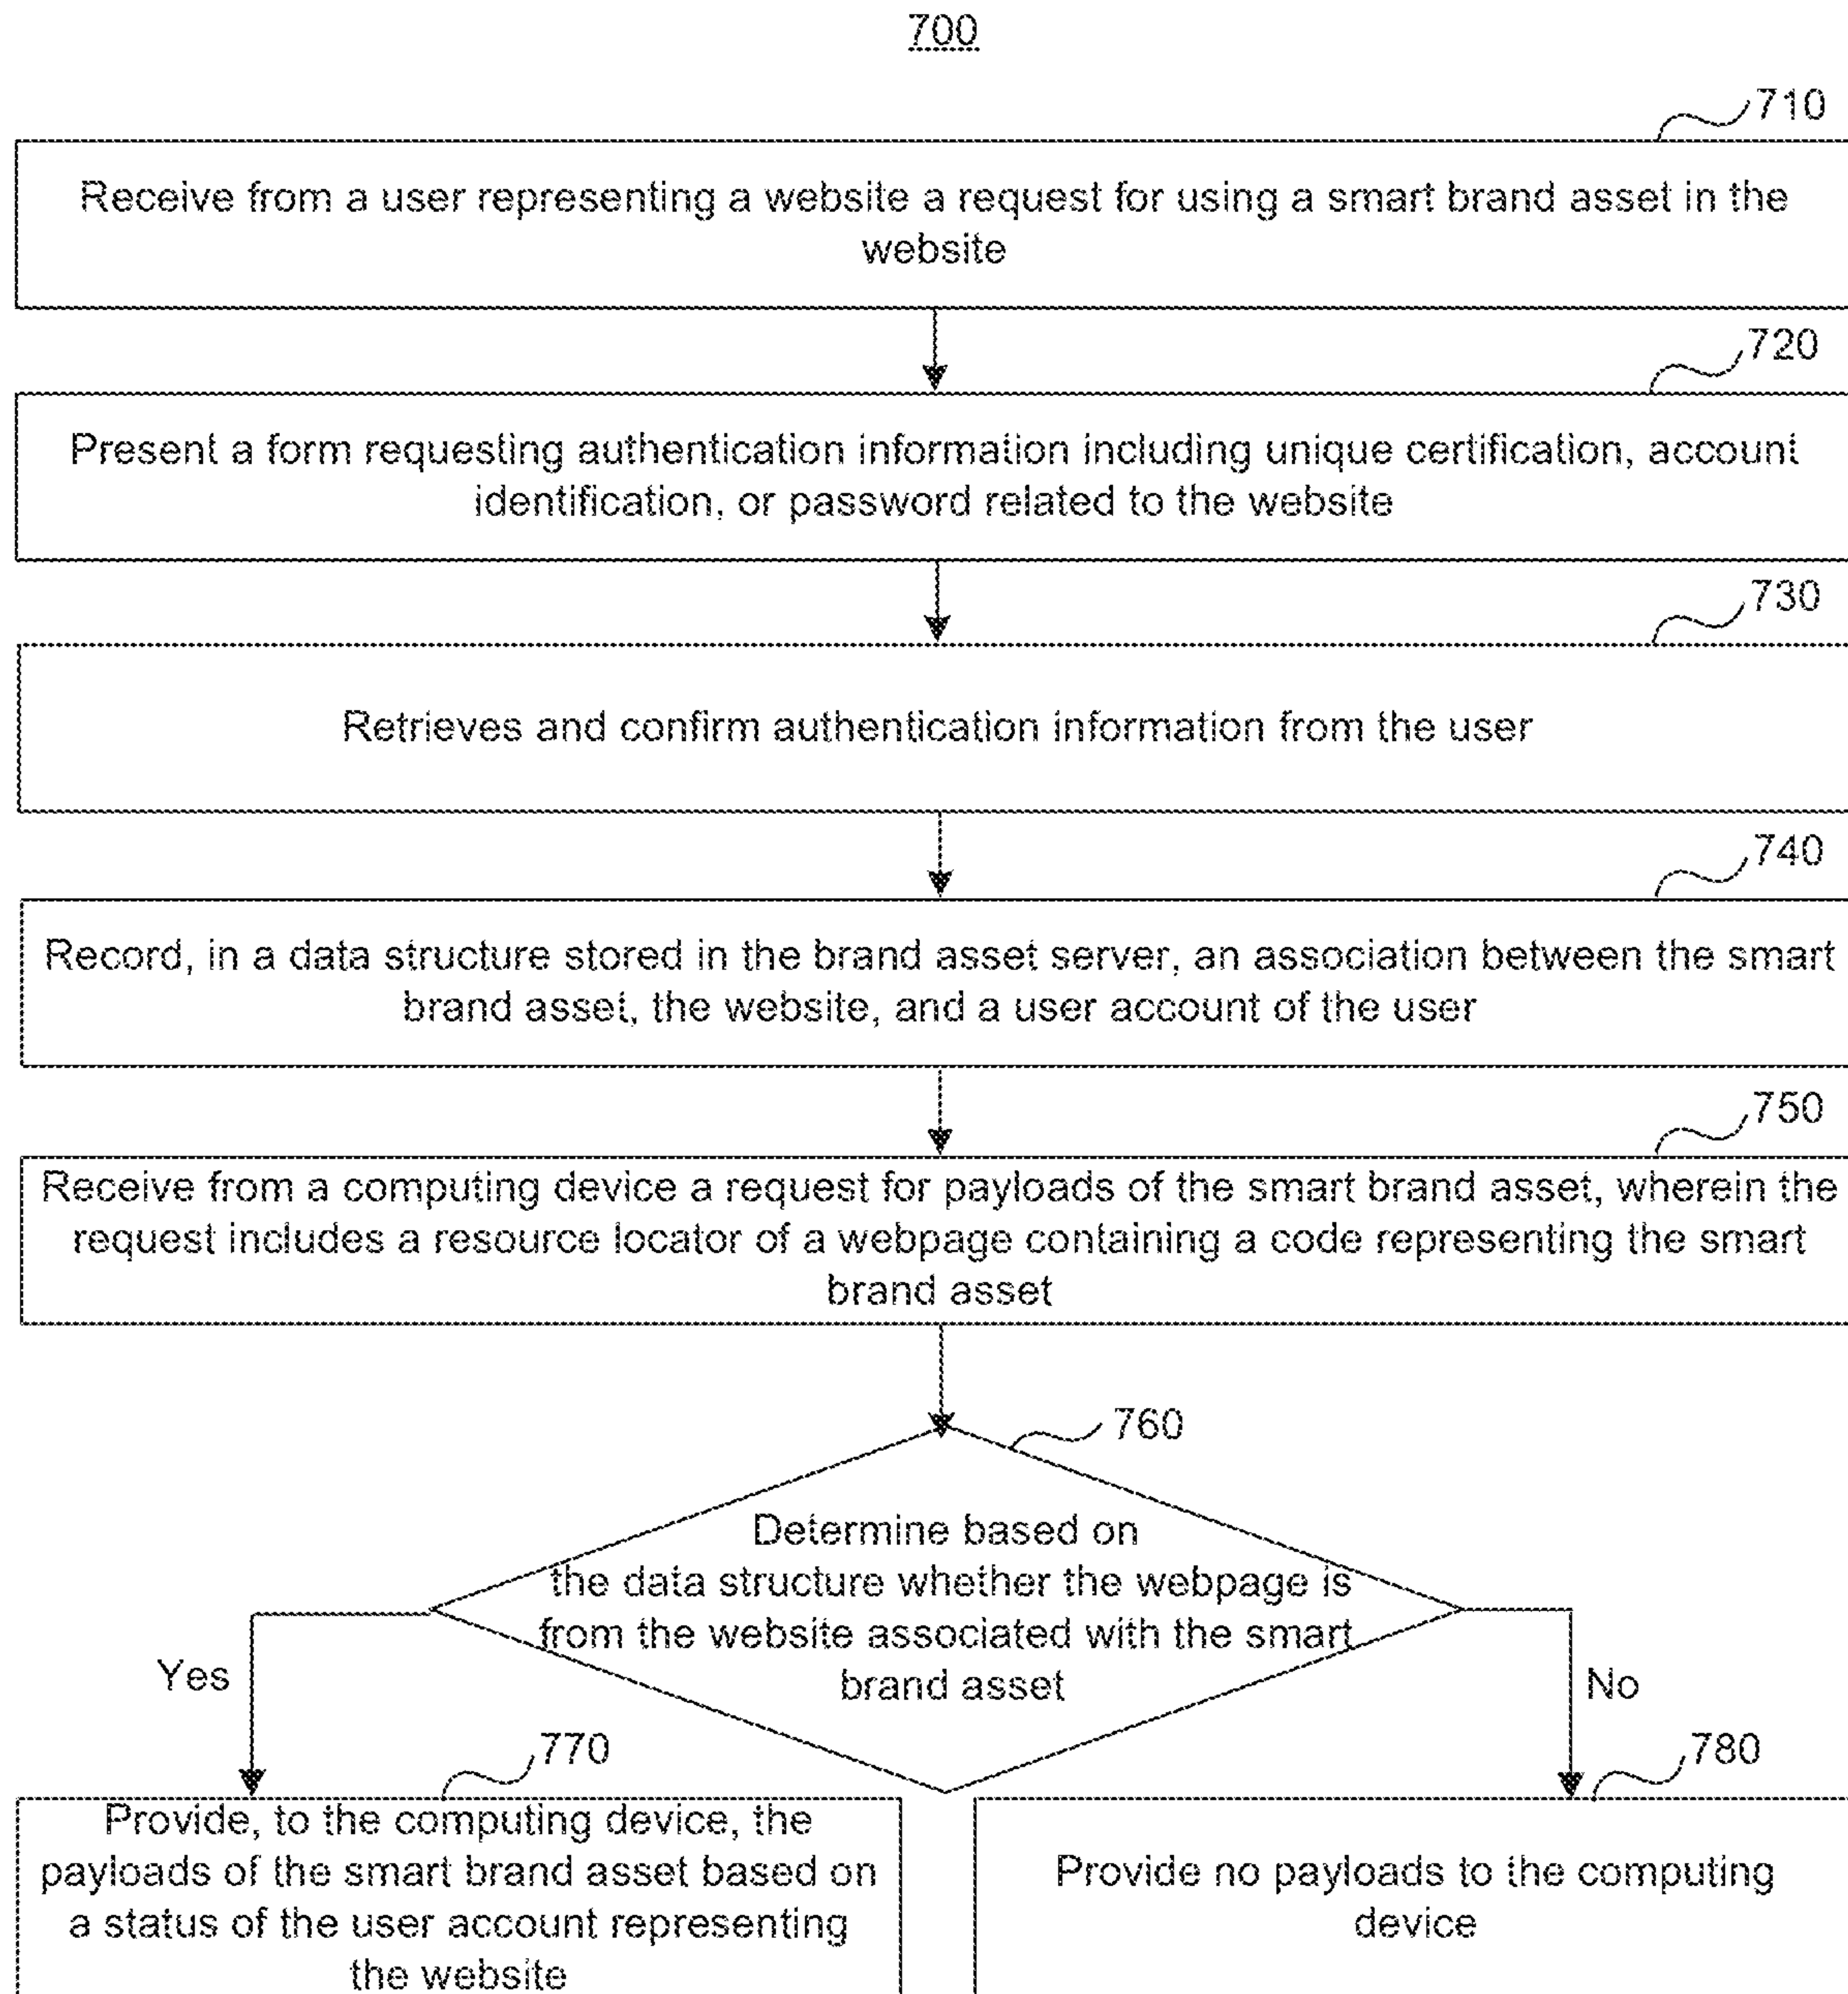 700
710
Receive from a user representing a website a request for using a smart brand asset in the
website
720
Present a form requesting authentication information including unique certification, account
identification, or password related to the website
730
Retrieves and confirm authentication information from the user
740
Record, in a data structure stored in the brand asset server, an association between the smart
brand asset, the website, and a user account of the user
750
Receive from a computing device a request for payloads of the smart brand asset, wherein the
request includes a resource locator of a webpage containing a code representing the smart
brand asset
760
Determine based on
the data structure whether the webpage is
from the website associated with the smart
brand asset
Yes
No
770
780
Provide, to the computing device, the
payloads of the smart brand asset based on
a status of the user account representing
the website
Provide no payloads to the computing
device